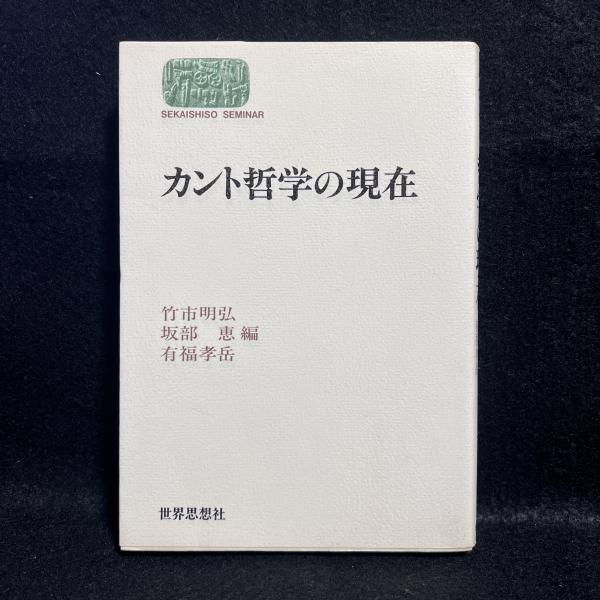 SEKAISHISO SEMINAR
カント哲学の現在
竹市明弘
坂部 恵 編
有福孝岳
世界思想社